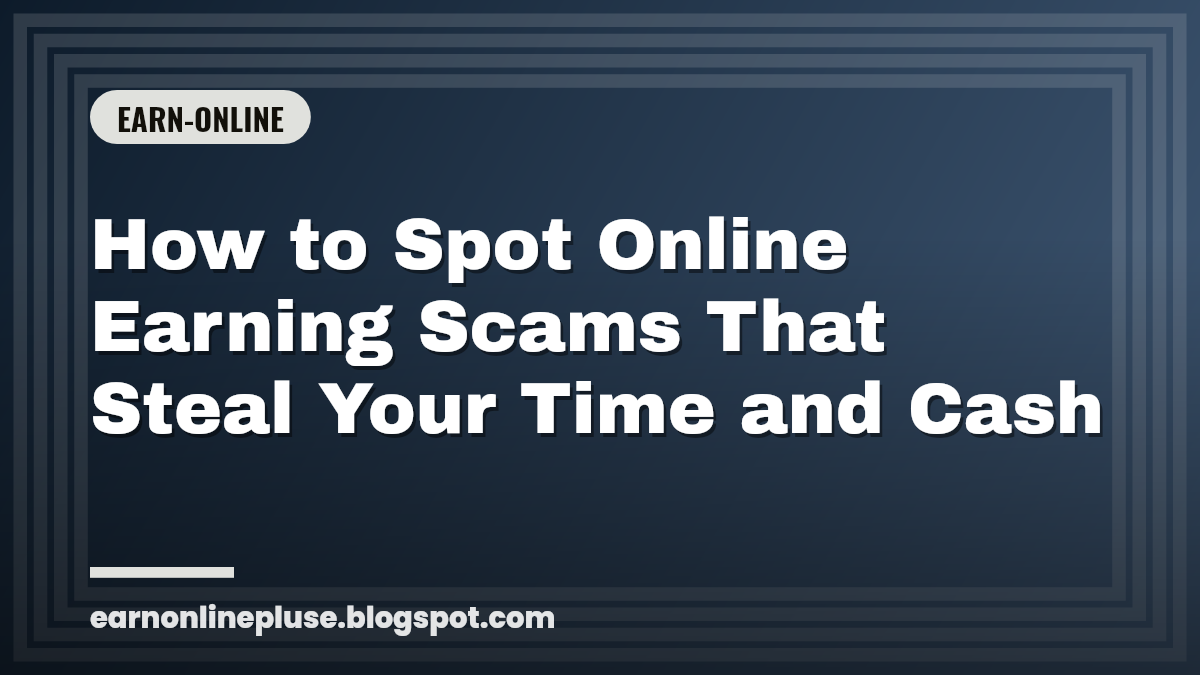 EARN-ONLINE
How to Spot Online
Earning Scams That
Steal Your Time and Cash
earnonlinepluse.blogspot.com